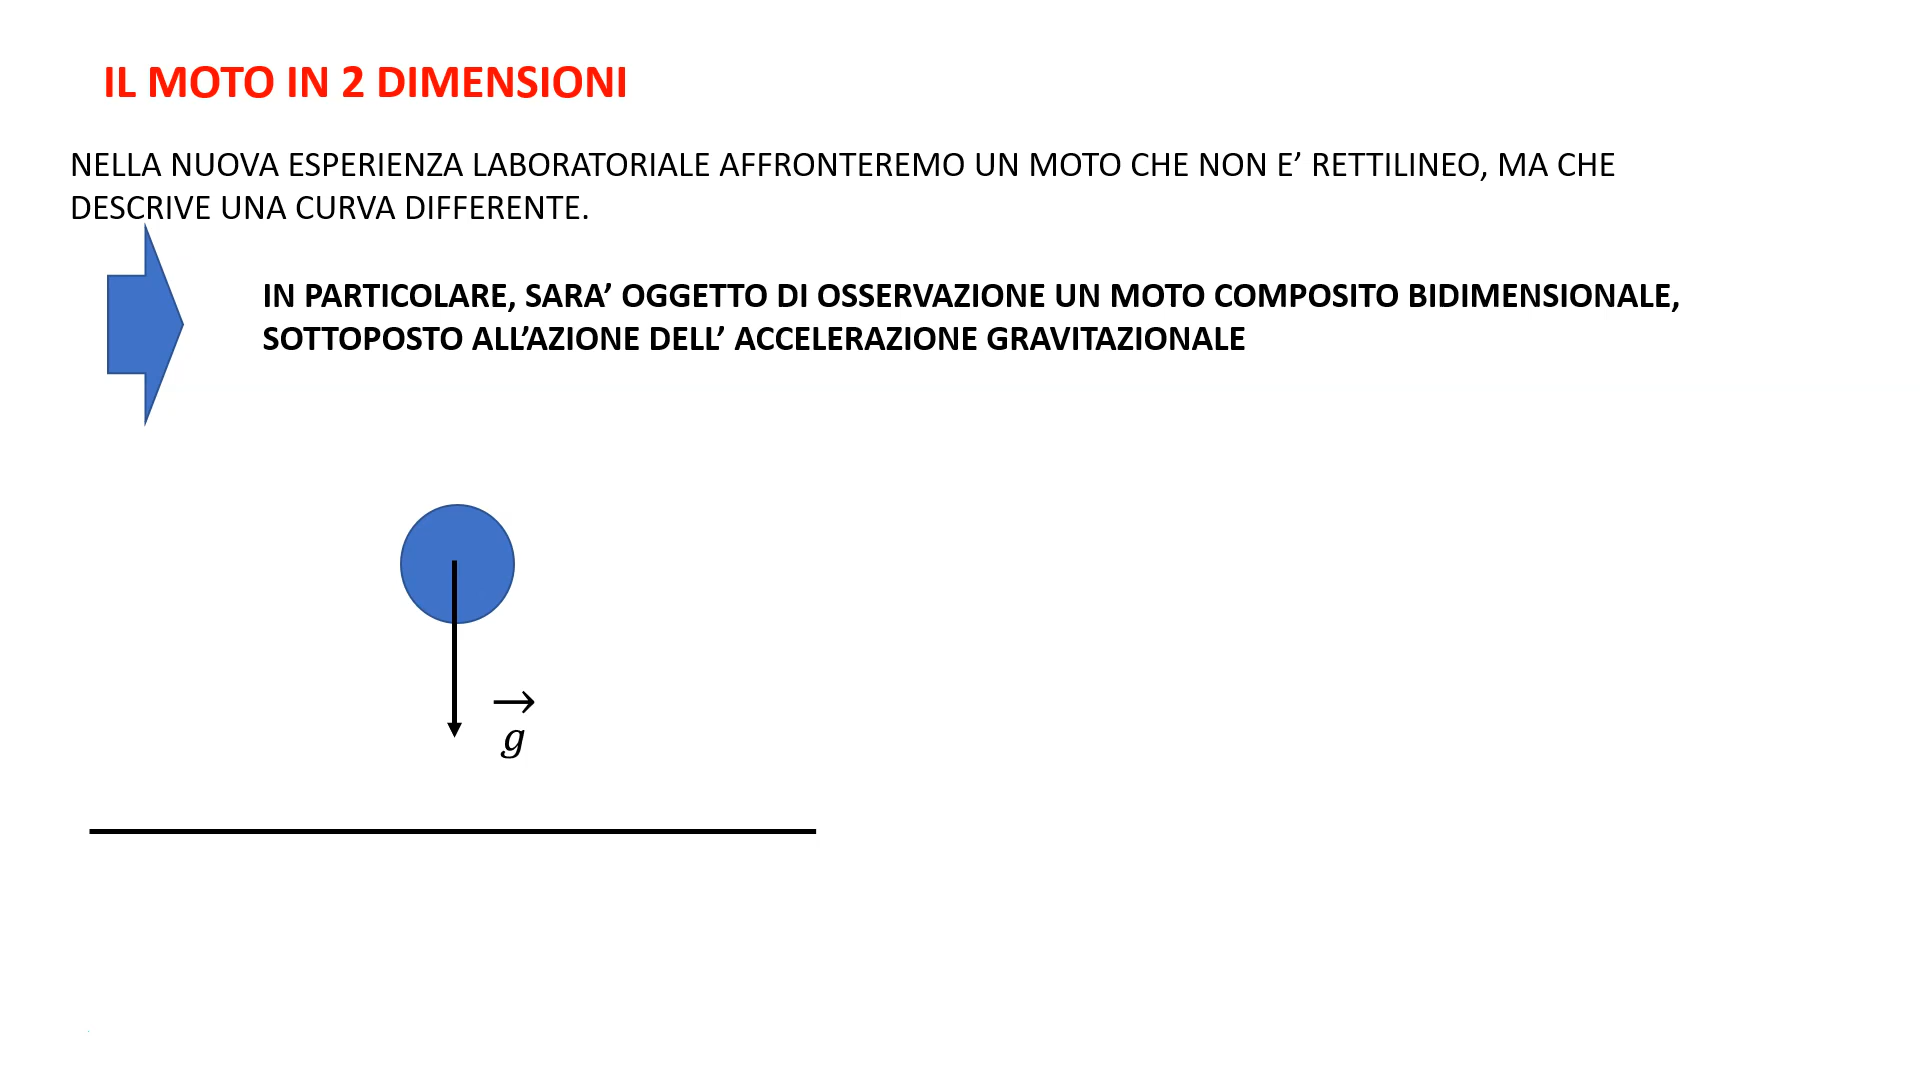 IL MOTO IN 2 DIMENSIONI
NELLA NUOVA ESPERIENZA LABORATORIALE AFFRONTEREMO UN MOTO CHE NON E’ RETTILINEO, MA CHE
DESCRIVE UNA CURVA DIFFERENTE.
IN PARTICOLARE, SARA’ OGGETTO DI OSSERVAZIONE UN MOTO COMPOSITO BIDIMENSIONALE,
SOTTOPOSTO ALL’AZIONE DELL’ ACCELERAZIONE GRAVITAZIONALE
g